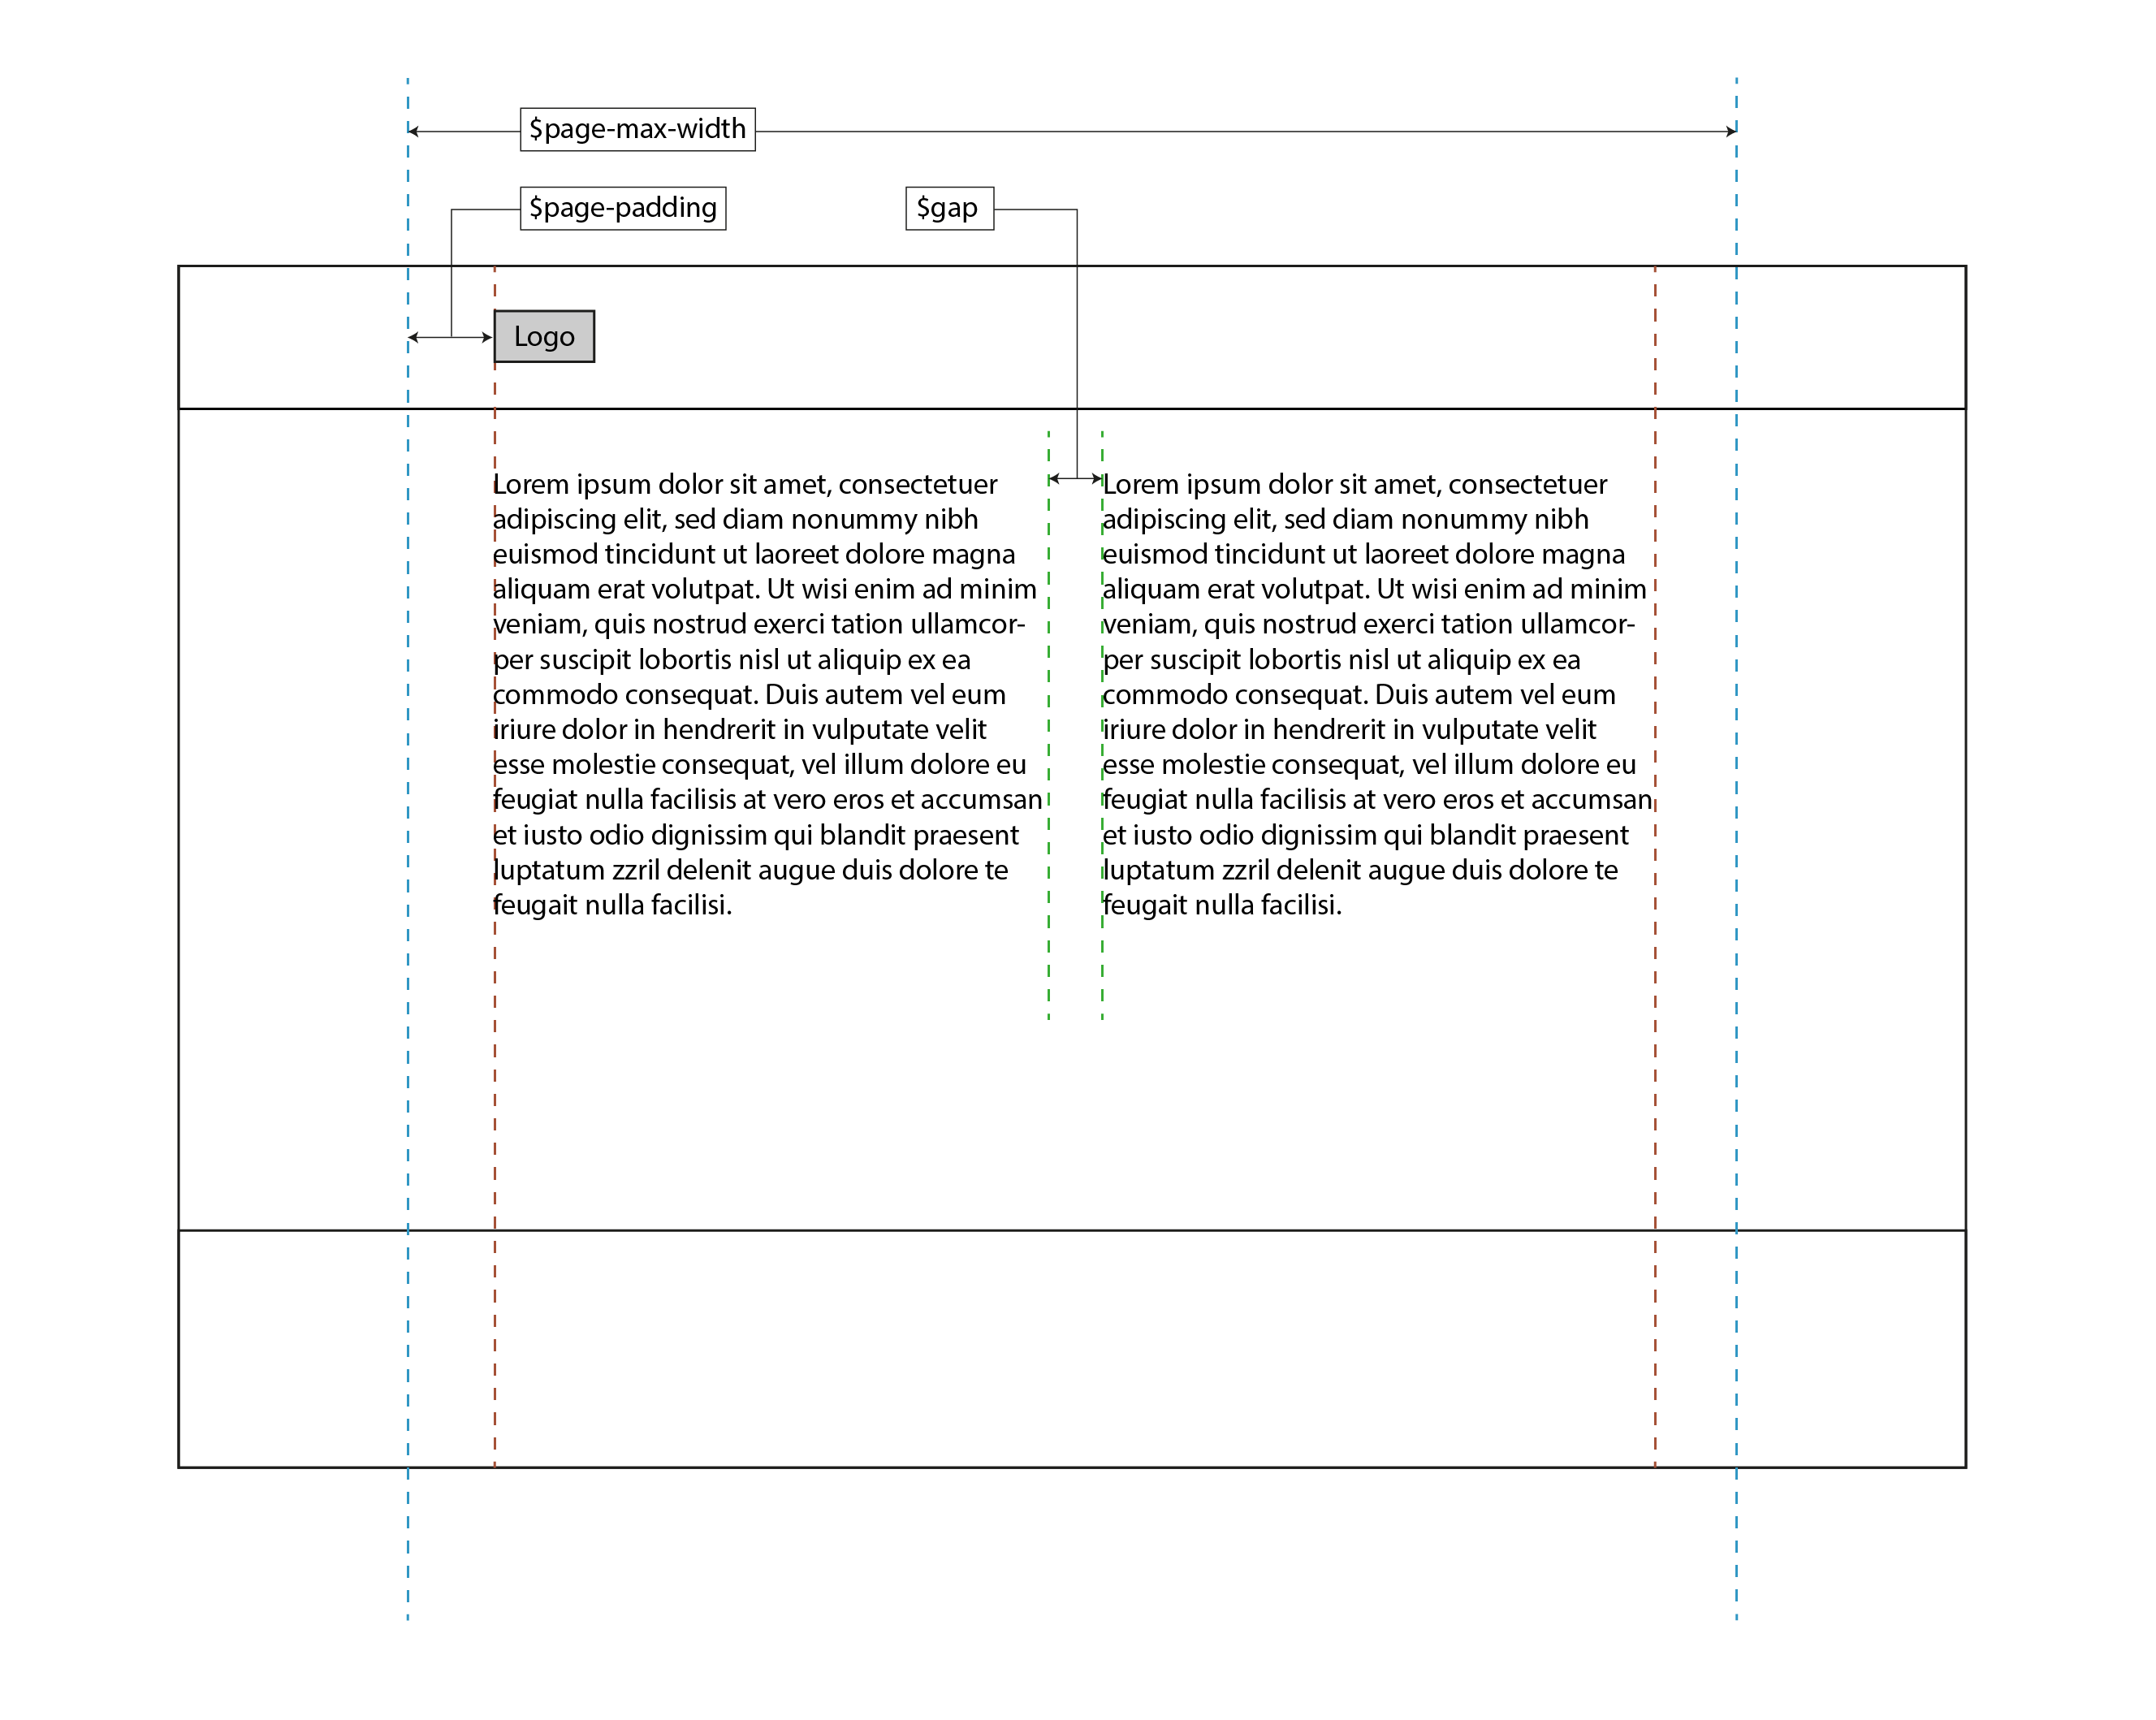 $page-max-width
$page-padding
$gap
Logo
Lorem ipsum dolor sit amet, consectetuer
adipiscing elit, sed diam nonummy nibh
euismod tincidunt ut laoreet dolore magna
aliquam erat volutpat. Ut wisi enim ad minim
veniam, quis nostrud exerci tation ullamcor-
per suscipit lobortis nisl ut aliquip ex ea
commodo consequat. Duis autem vel eum
iriure dolor in hendrerit in vulputate velit
esse molestie consequat, vel illum dolore eu
feugiat nulla facilisis at vero eros et accumsan
et iusto odio dignissim qui blandit praesent
luptatum zzril delenit augue duis dolore te
feugait nulla facilisi.
Lorem ipsum dolor sit amet, consectetuer
adipiscing elit, sed diam nonummy nibh
euismod tincidunt ut laoreet dolore magna
aliquam erat volutpat. Ut wisi enim ad minim
veniam, quis nostrud exerci tation ullamcor-
per suscipit lobortis nisl ut aliquip ex ea
commodo consequat. Duis autem vel eum
iriure dolor in hendrerit in vulputate velit
esse molestie consequat, vel illum dolore eu
feugiat nulla facilisis at vero eros et accumsan
et iusto odio dignissim qui blandit praesent
luptatum zzril delenit augue duis dolore te
feugait nulla facilisi.